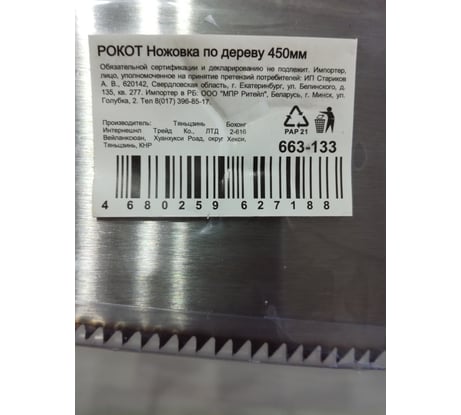 РОКОТ Ножовка по дереву 450мм
Обязательной сертификации и декларированию не подлежит. Импортер,
лицо, уполномоченное на принятие претензий потребителей: ИП Стариков
А. В., 620142, Свердловская область, г. Екатеринбург, ул. Белинского, д.
135, кв. 277. Импортер в РБ: ООО "МПР Ритейл", Беларусь, г. Минск, ул.
Голубка, 2. Тел 8(017) 396-85-17.
Производитель: Тяньцзинь Бохонг
Интернешнл Трейд Ко., ЛТД 2-616
Вейланкоюан, Хуанхукси Роад, округ Хекси,
Тяньцзинь, КНР
PAP 21
663-133
4 680259 627188